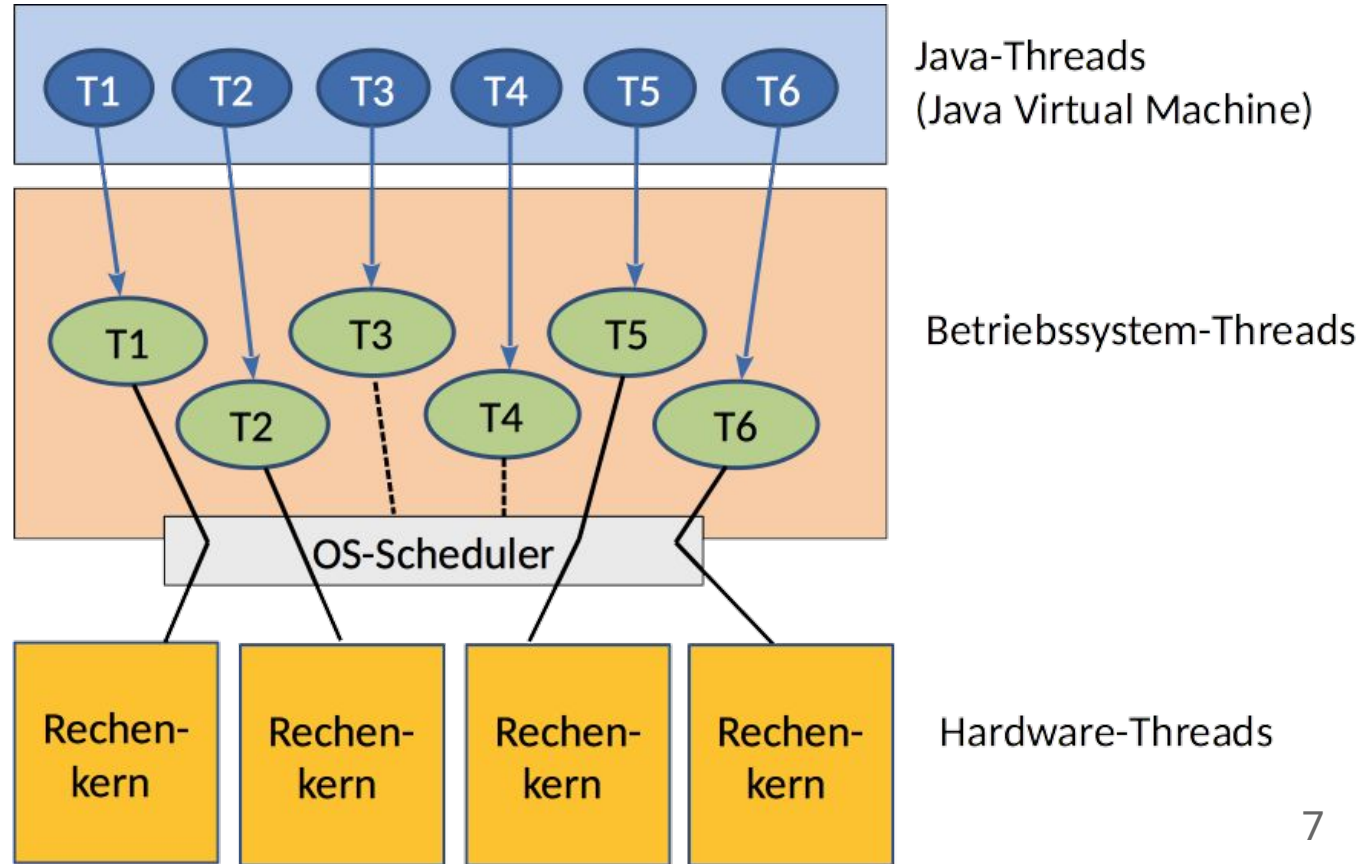 T1 T2 T3 T4 T5 T6
Java-Threads
(Java Virtual Machine)
T1 T2 T3 T4 T5 T6
Betriebssystem-Threads
OS-Scheduler
Rechen-
kern
Rechen-
kern
Rechen-
kern
Rechen-
kern
Hardware-Threads
7